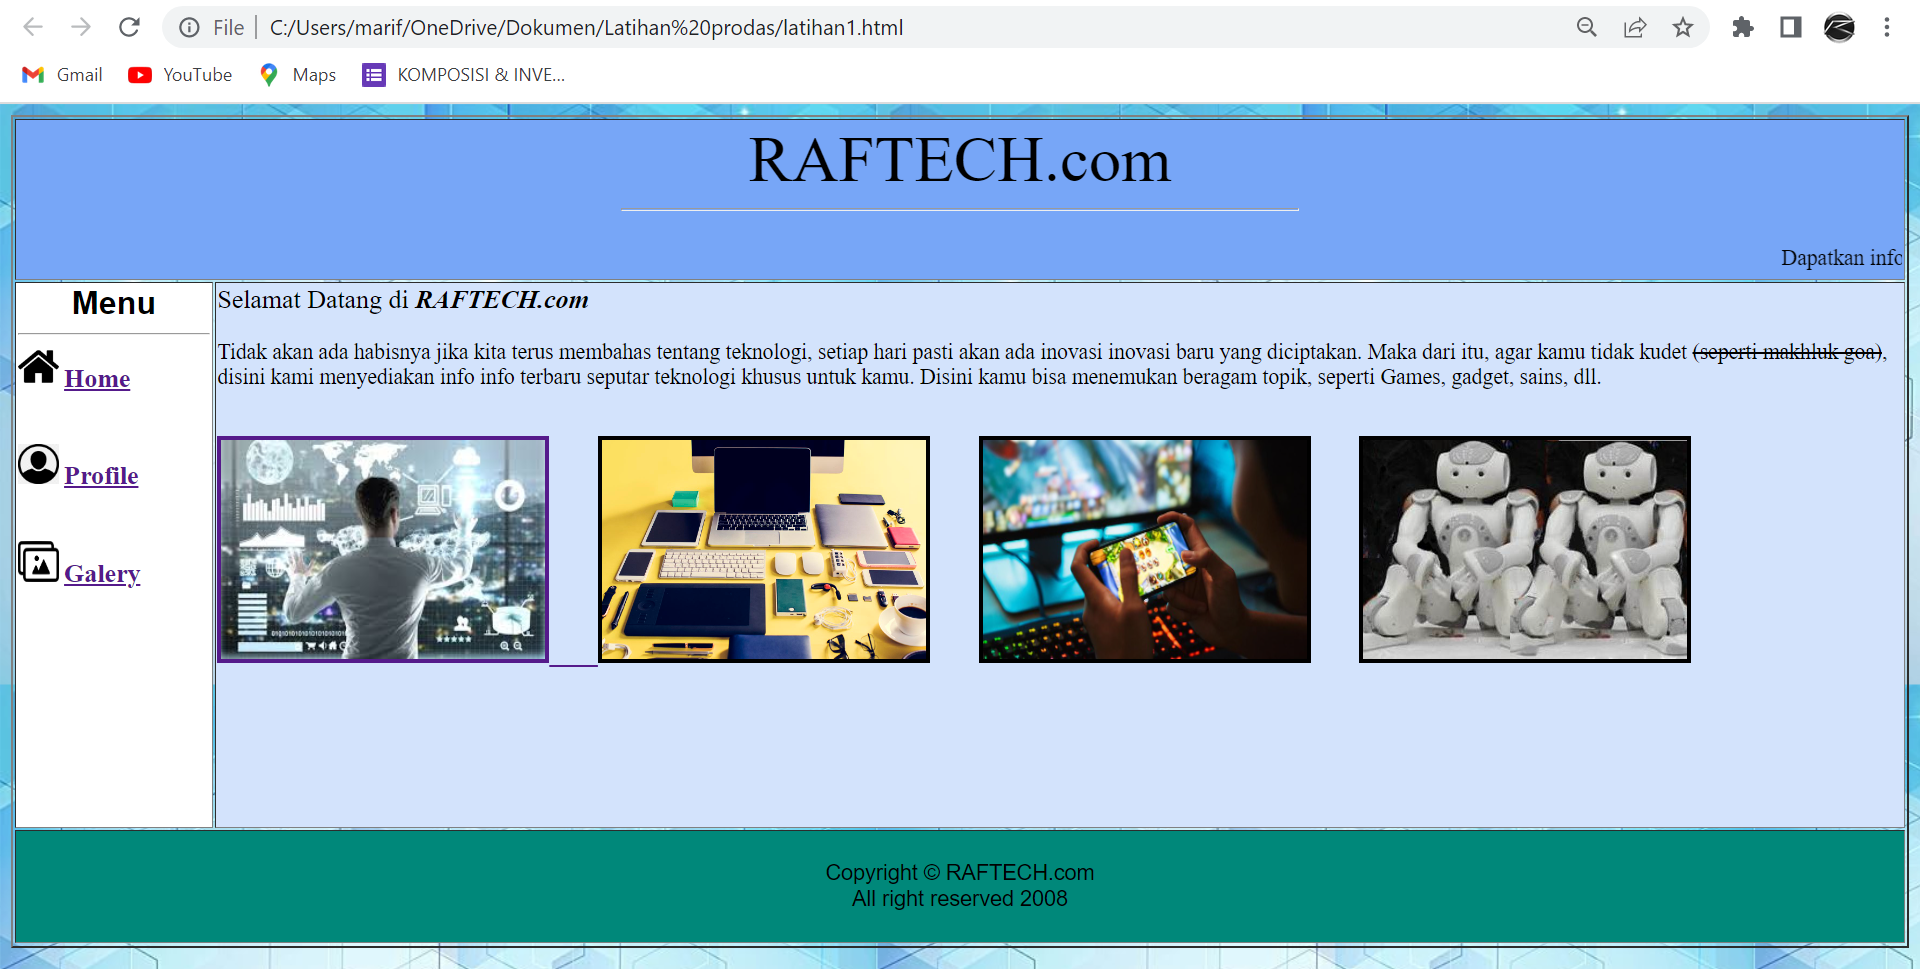 File | C:/Users/marif/OneDrive/Dokumen/Latihan%20prodas/latihan1.html
Gmail YouTube Maps KOMPOSISI & INVE...
RAFTECH.com
Dapatkan info
Menu
Home
Profile
Galery
Selamat Datang di RAFTECH.com
Tidak akan ada habisnya jika kita terus membahas tentang teknologi, setiap hari pasti akan ada inovasi inovasi baru yang diciptakan. Maka dari itu, agar kamu tidak kudet (seperti makhluk goa),
disini kami menyediakan info info terbaru seputar teknologi khusus untuk kamu. Disini kamu bisa menemukan beragam topik, seperti Games, gadget, sains, dll.
Copyright © RAFTECH.com
All right reserved 2008